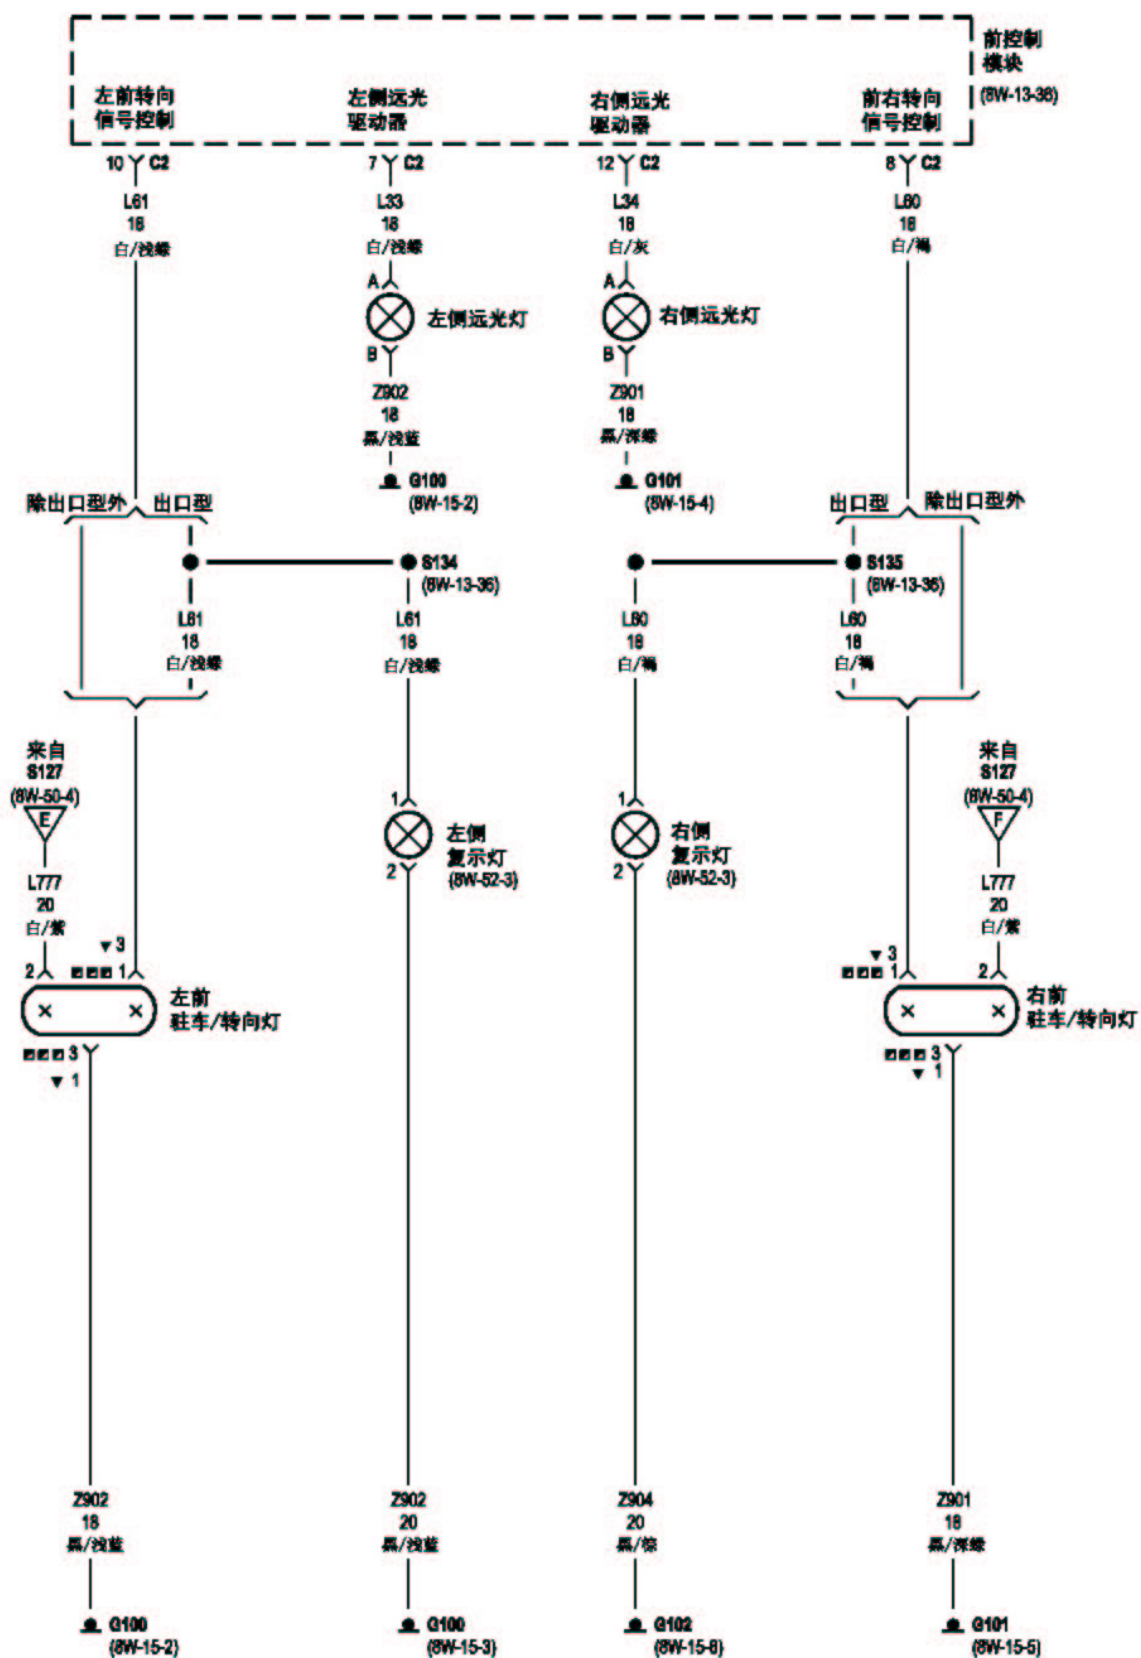 前控制
模块
(8W-13-36)
左前转向
信号控制
左侧远光
驱动器
右侧远光
驱动器
前右转向
信号控制
10 C2
7 C2
12 C2
8 C2
L61
18
白/浅绿
L33
18
白/浅绿
L34
18
白/灰
L60
18
白/褐
A
左侧远光灯
B
A
右侧远光灯
B
Z902
18
黑/浅蓝
Z901
18
黑/深绿
G100
(8W-15-2)
G101
(8W-15-4)
除出口型外 出口型
出口型 除出口型外
S134
(8W-13-36)
S135
(8W-13-36)
L61
18
白/浅绿
L61
18
白/浅绿
L60
18
白/褐
L60
18
白/褐
来自
S127
(8W-50-4)
E
来自
S127
(8W-50-4)
F
1
左侧
复示灯
(8W-52-3)
2
1
右侧
复示灯
(8W-52-3)
2
L777
20
白/紫
L777
20
白/紫
▼ 3
2 1
左前
驻车/转向灯
3
▼ 1
▼ 3
1 2
右前
驻车/转向灯
3
▼ 1
Z902
18
黑/浅蓝
Z902
20
黑/浅蓝
Z904
20
黑/棕
Z901
18
黑/深绿
G100
(8W-15-2)
G100
(8W-15-3)
G102
(8W-15-6)
G101
(8W-15-5)